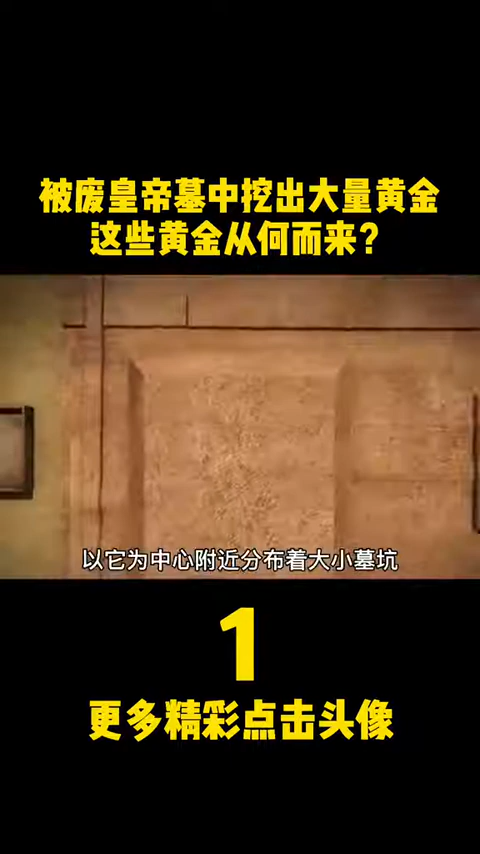 被废皇帝墓中挖出大量黄金
这些黄金从何而来？
以它为中心附近分布着大小墓坑
1
更多精彩点击头像